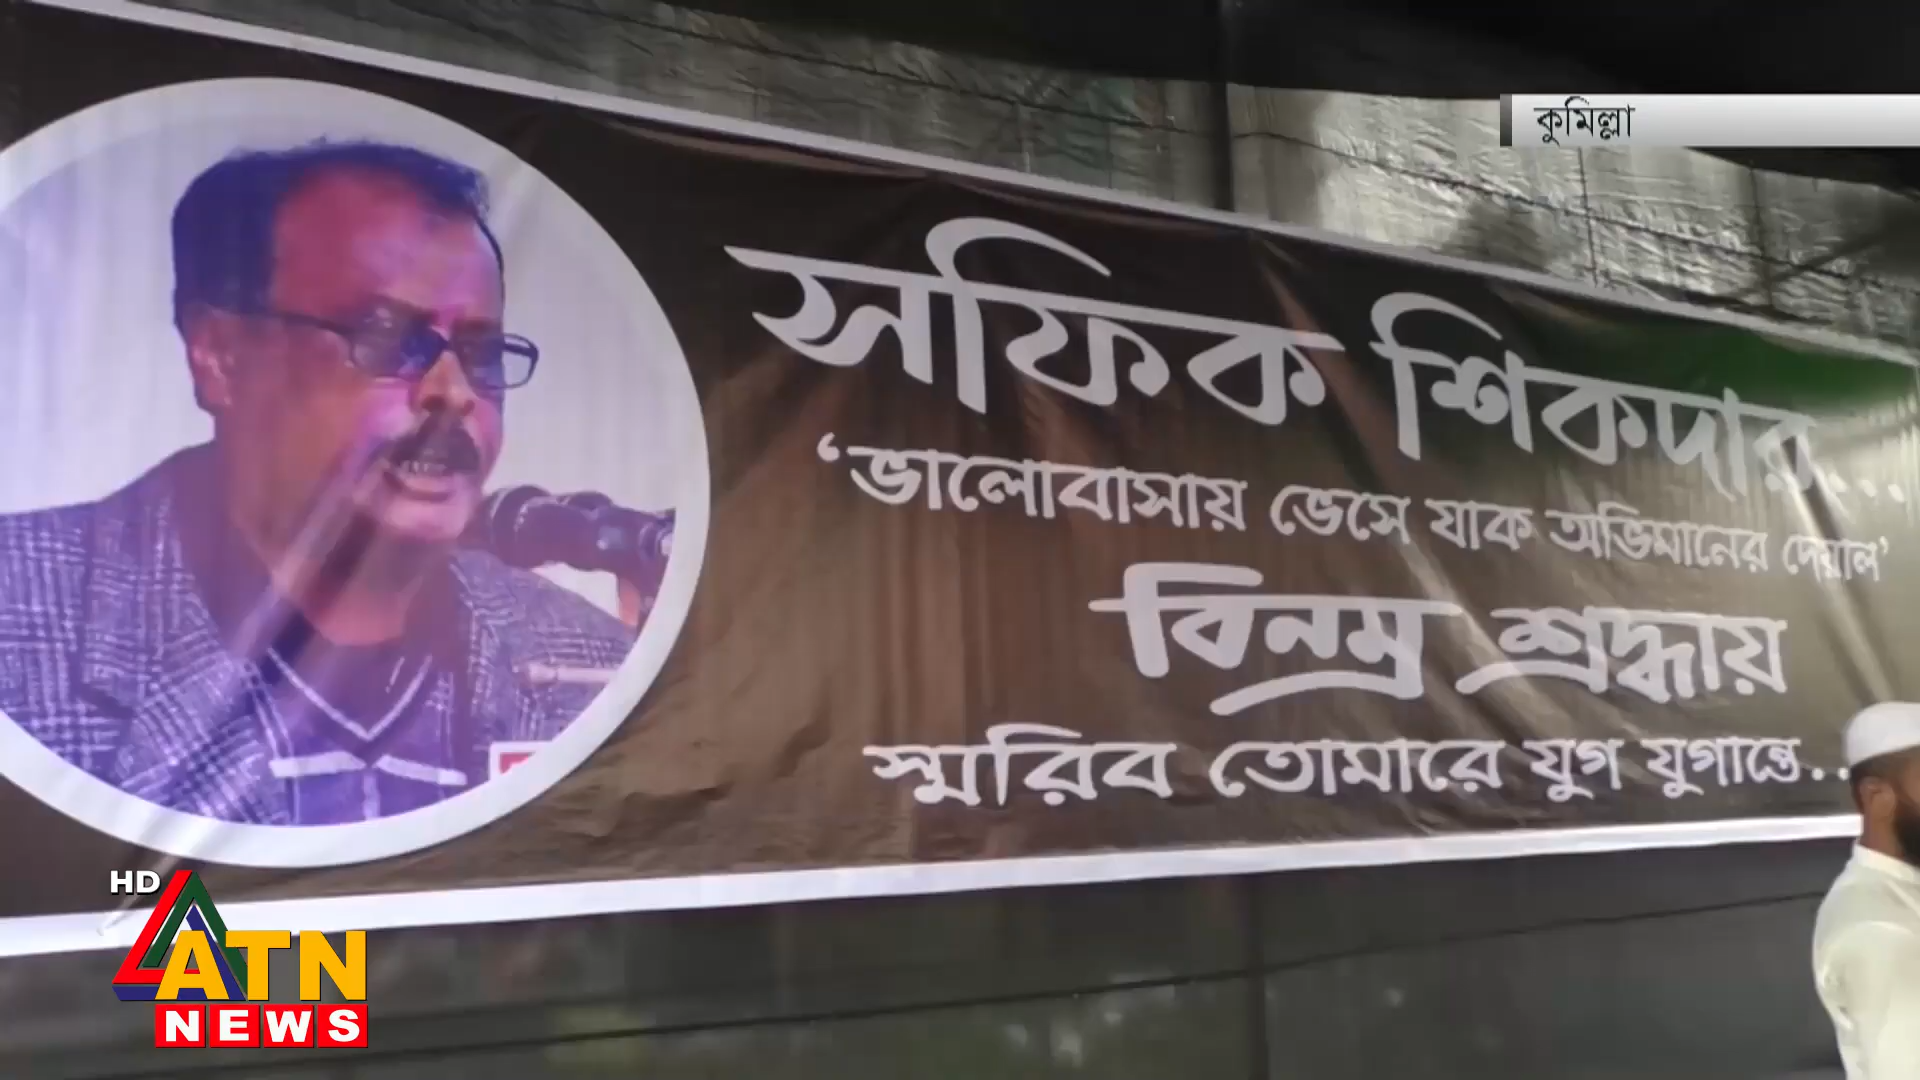 কুমিল্লা
সফিক শিকদার...
‘ভালোবাসায় ভেসে যাক অভিমানের দেয়াল’
বিনম্র শ্রদ্ধায়
স্মরিব তোমারে যুগ যুগান্তে..
HD
ATN
NEWS